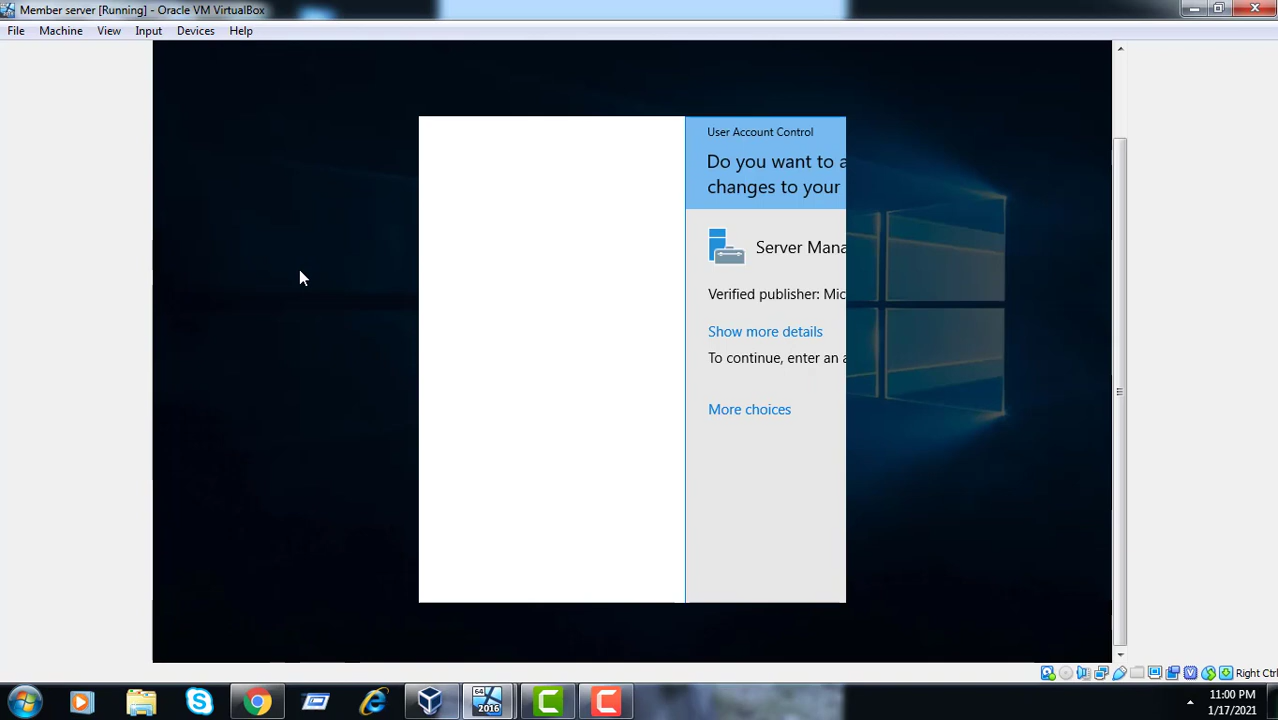 Member server [Running] - Oracle VM VirtualBox
File Machine View Input Devices Help
User Account Control
Do you want to a
changes to your
Server Mana
Verified publisher: Mic
Show more details
To continue, enter an a
More choices
Right Ctrl
64
2016
11:00 PM
1/17/2021